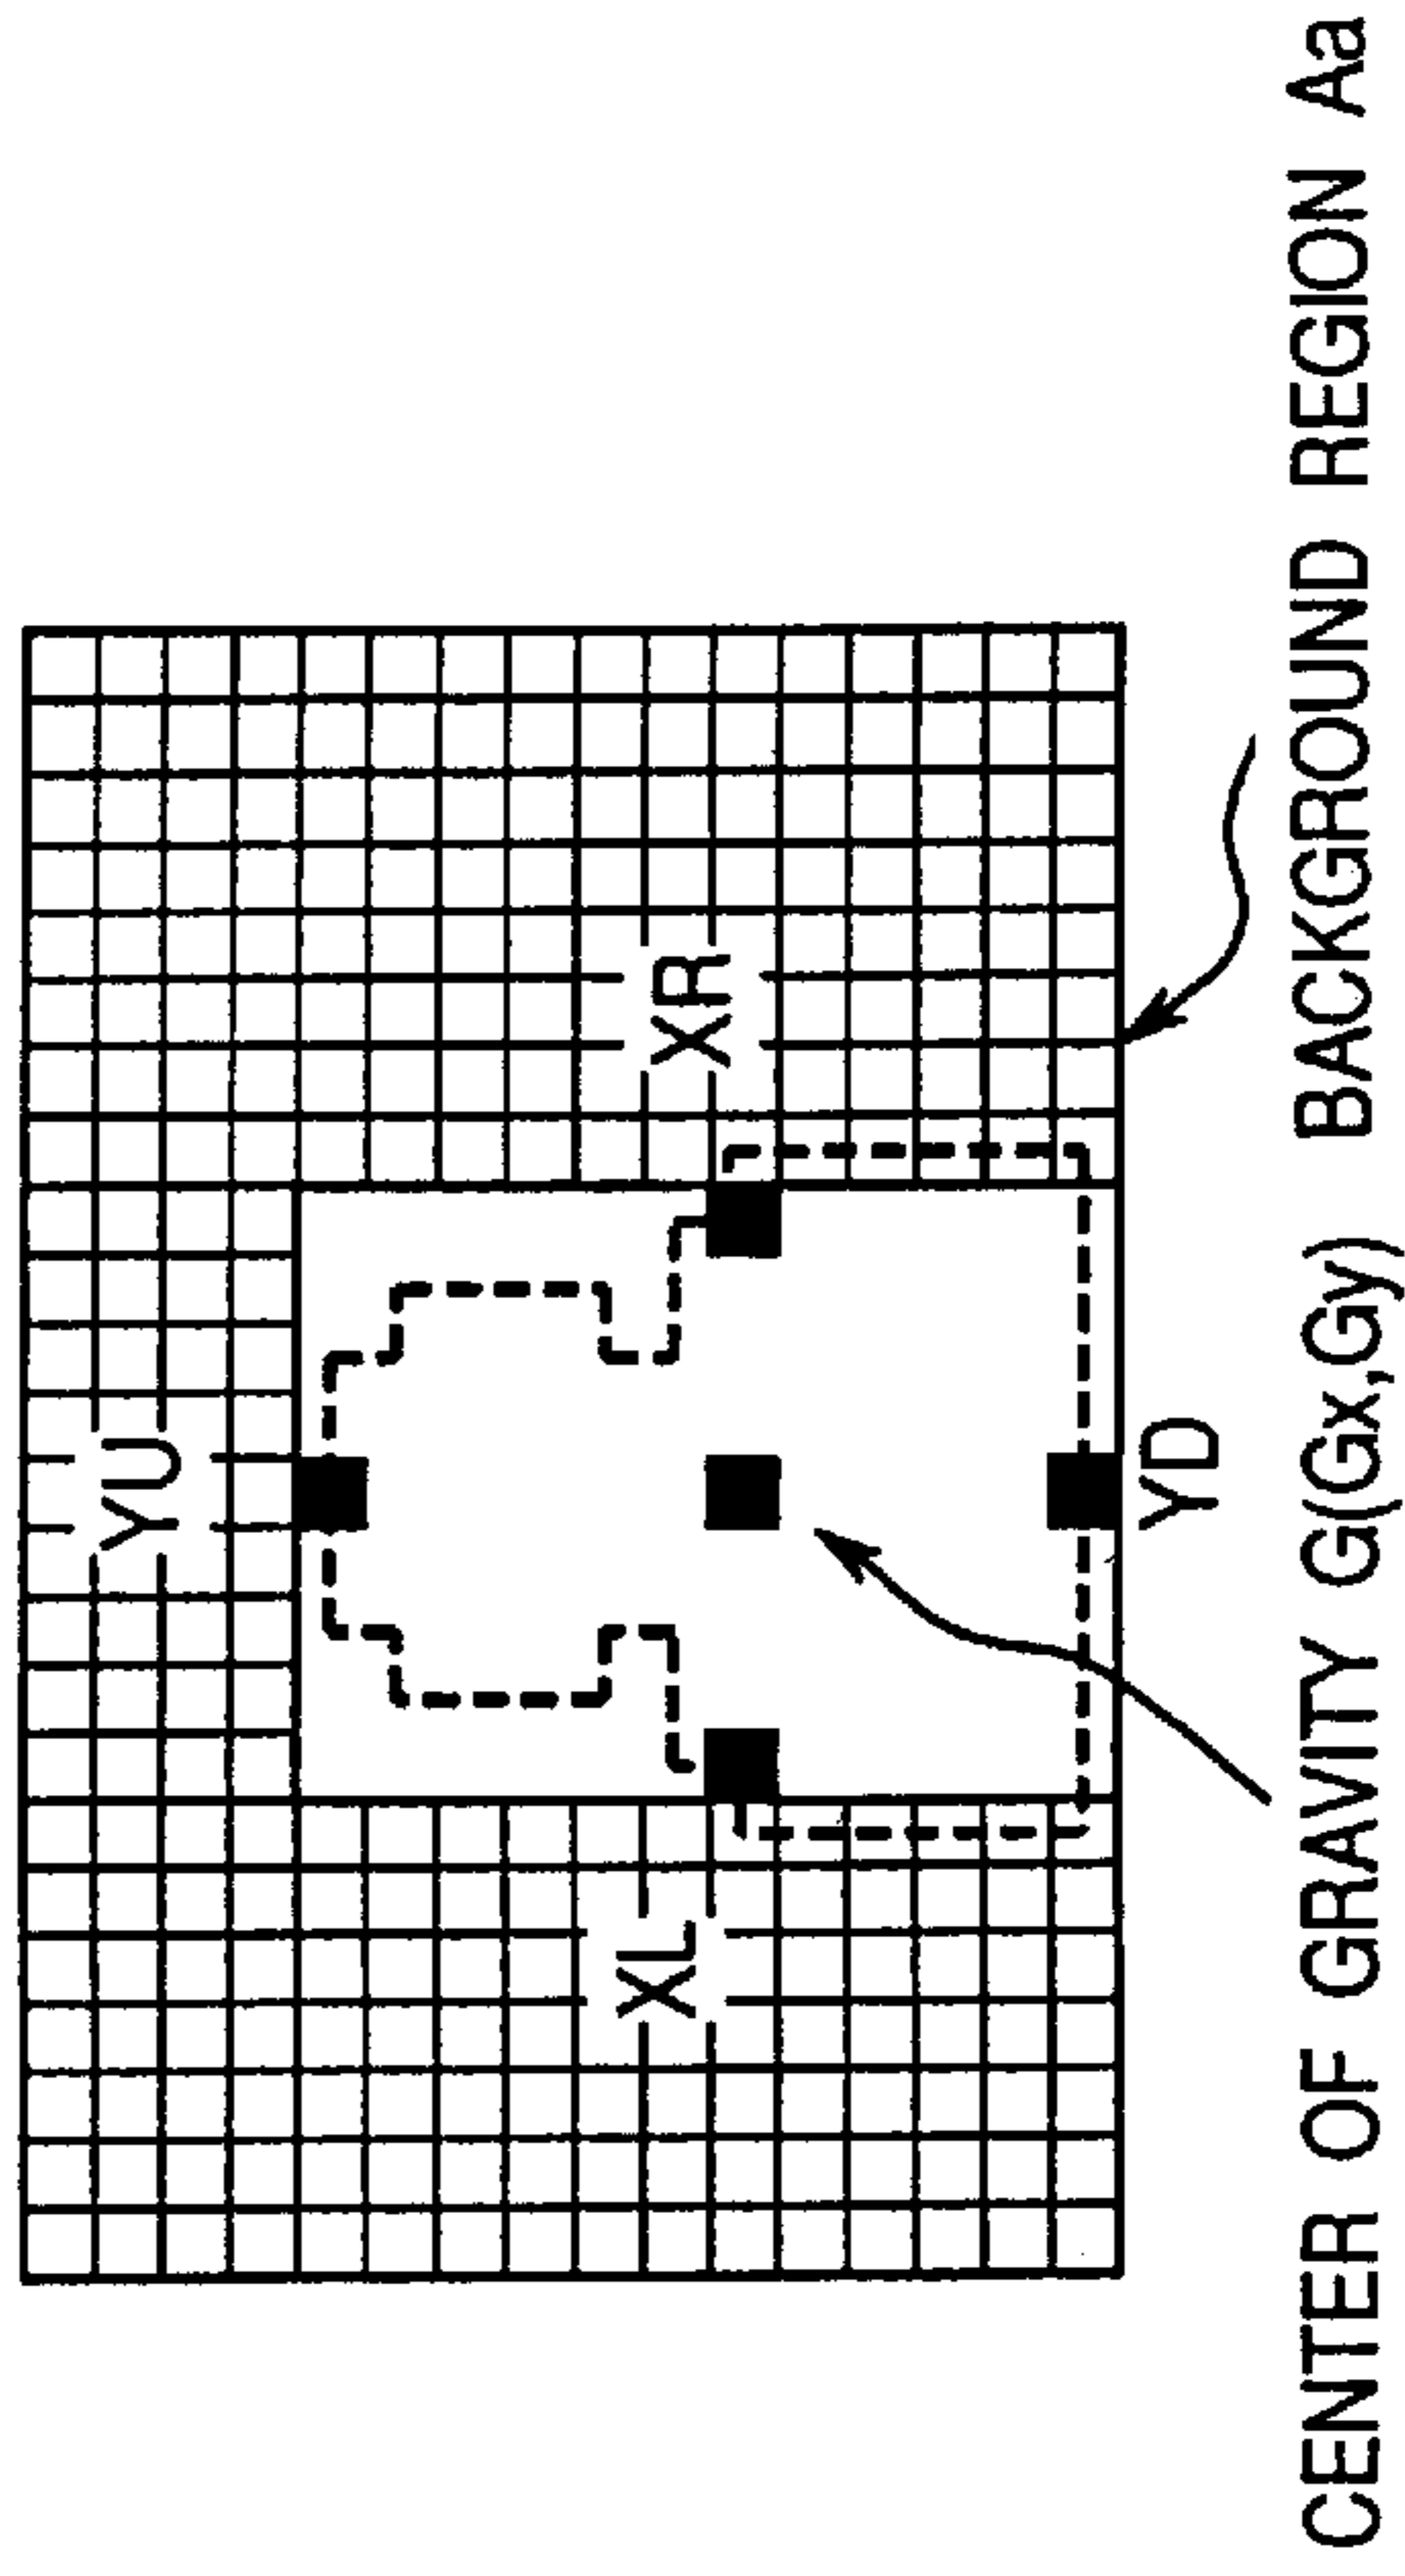 YU
XL
XR
YD
CENTER OF GRAVITY G(Gx,Gy)
BACKGROUND REGION Aa